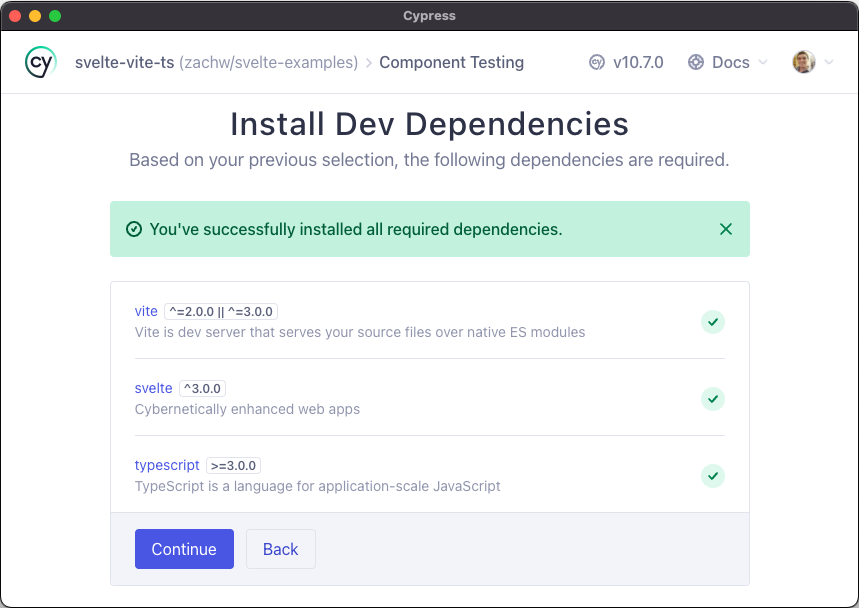 Cypress
cy svelte-vite-ts (zachw/svelte-examples) > Component Testing cy v10.7.0 Docs
Install Dev Dependencies
Based on your previous selection, the following dependencies are required.
You've successfully installed all required dependencies.
vite ^=2.0.0 || ^=3.0.0
Vite is dev server that serves your source files over native ES modules
svelte ^3.0.0
Cybernetically enhanced web apps
typescript >=3.0.0
TypeScript is a language for application-scale JavaScript
Continue Back